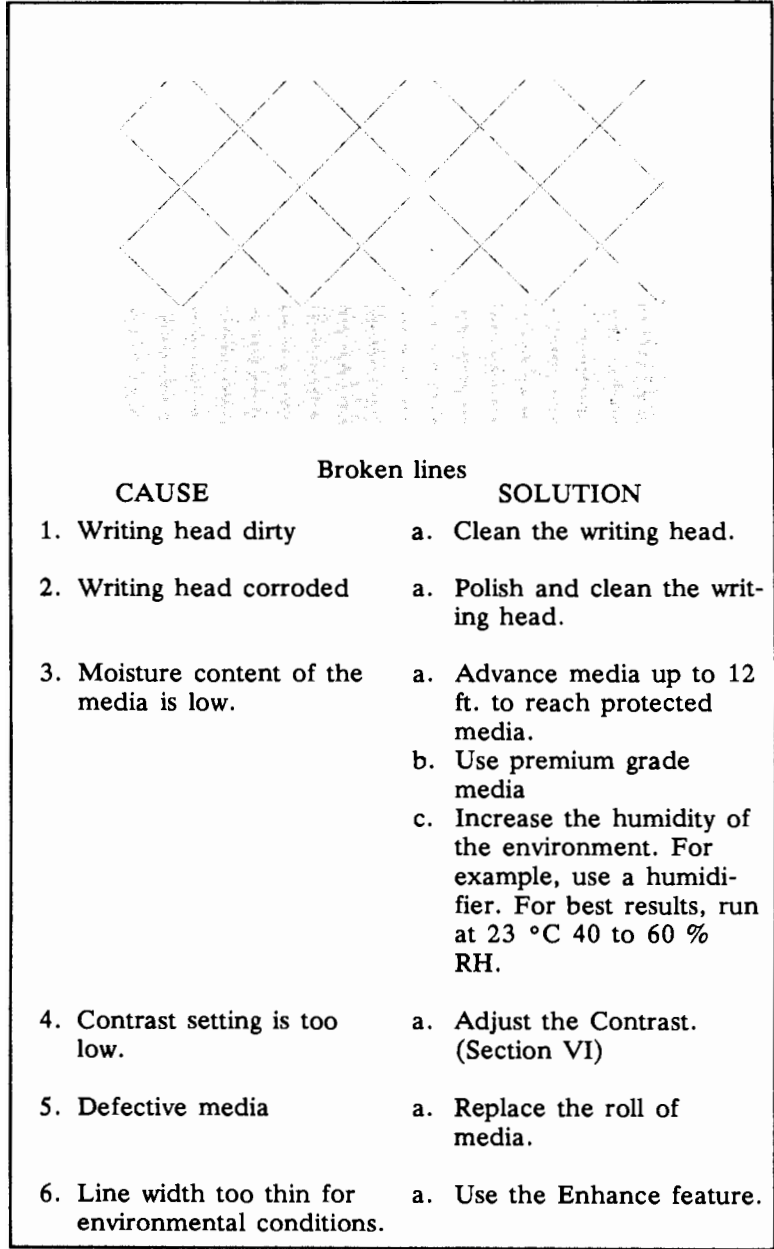 Broken lines
CAUSE SOLUTION
1. Writing head dirty a. Clean the writing head.
2. Writing head corroded a. Polish and clean the writ-
ing head.
3. Moisture content of the a. Advance media up to 12
media is low. ft. to reach protected
media.
b. Use premium grade
media
c. Increase the humidity of
the environment. For
example, use a humidi-
fier. For best results, run
at 23 °C 40 to 60 %
RH.
4. Contrast setting is too a. Adjust the Contrast.
low. (Section VI)
5. Defective media a. Replace the roll of
media.
6. Line width too thin for a. Use the Enhance feature.
environmental conditions.